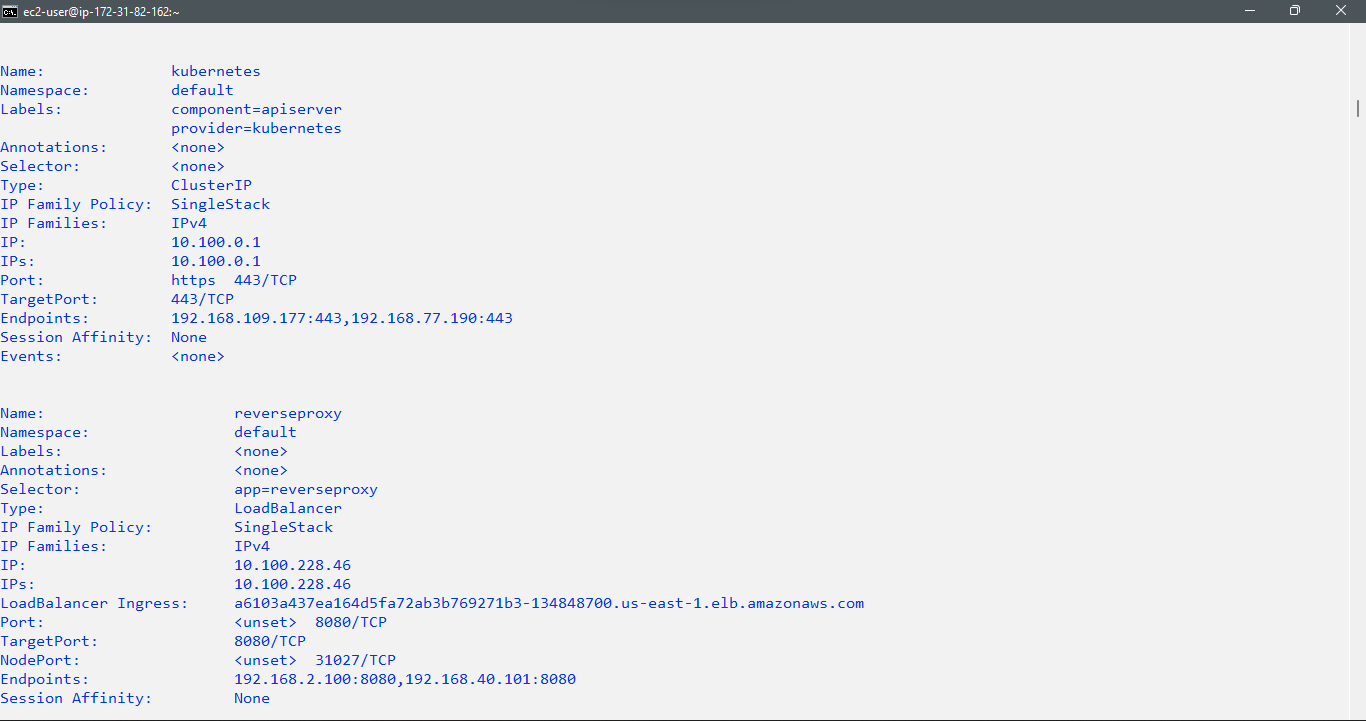 ec2-user@ip-172-31-82-162:~
Name: kubernetes
Namespace: default
Labels: component=apiserver
provider=kubernetes
Annotations: <none>
Selector: <none>
Type: ClusterIP
IP Family Policy: SingleStack
IP Families: IPv4
IP: 10.100.0.1
IPs: 10.100.0.1
Port: https 443/TCP
TargetPort: 443/TCP
Endpoints: 192.168.109.177:443,192.168.77.190:443
Session Affinity: None
Events: <none>
Name: reverseproxy
Namespace: default
Labels: <none>
Annotations: <none>
Selector: app=reverseproxy
Type: LoadBalancer
IP Family Policy: SingleStack
IP Families: IPv4
IP: 10.100.228.46
IPs: 10.100.228.46
LoadBalancer Ingress: a6103a437ea164d5fa72ab3b769271b3-134848700.us-east-1.elb.amazonaws.com
Port: <unset> 8080/TCP
TargetPort: 8080/TCP
NodePort: <unset> 31027/TCP
Endpoints: 192.168.2.100:8080,192.168.40.101:8080
Session Affinity: None